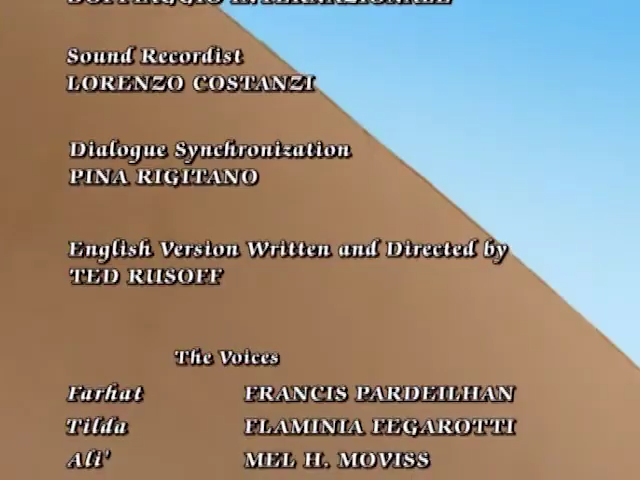 Sound Recordist
LORENZO COSTANZI
Dialogue Synchronization
PINA RIGITANO
English Version Written and Directed by
TED RUSOFF
The Voices
Farhat FRANCIS PARDEILHAN
Tilda FLAMINIA FEGAROTTI
Ali' MEL H. MOVISS